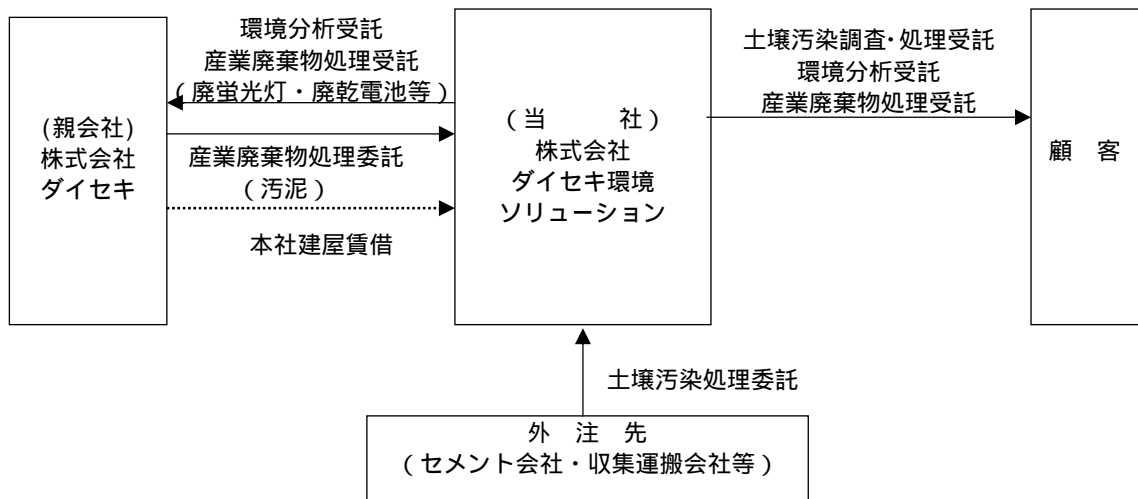 環境分析受託
産業廃棄物処理受託
（廃蛍光灯・廃乾電池等）
(親会社)
株式会社
ダイセキ
産業廃棄物処理委託
（汚泥）
本社建屋賃借
（当　　社）
株式会社
ダイセキ環境
ソリューション
土壌汚染調査・処理受託
環境分析受託
産業廃棄物処理受託
顧　客
土壌汚染処理委託
外　注　先
（セメント会社・収集運搬会社等）